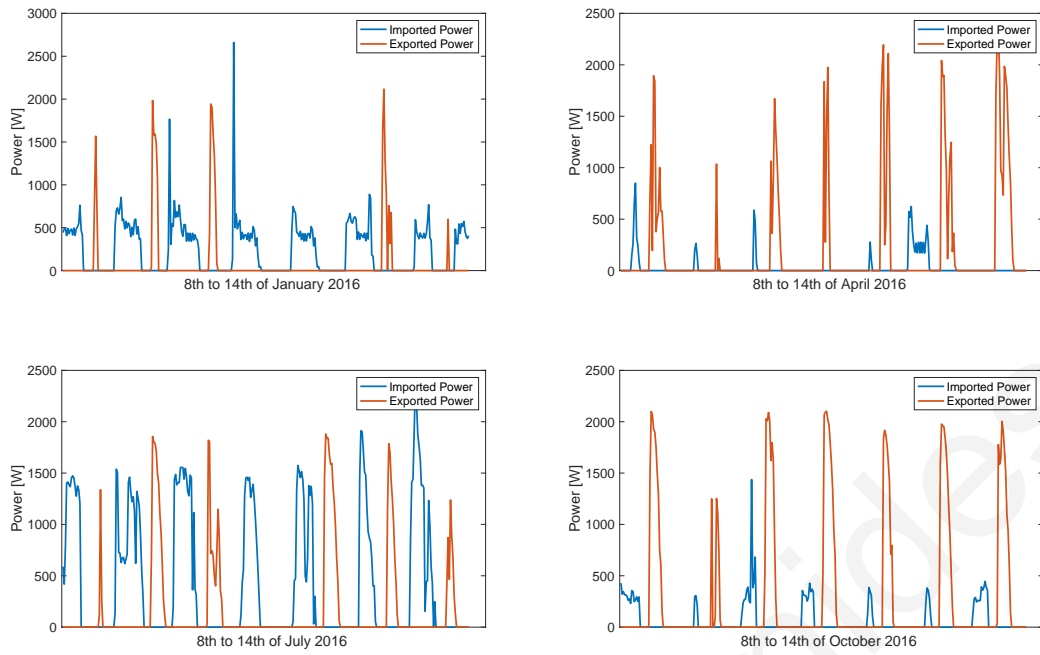 3000
2500
2000
1500
1000
500
0
Power [W]
Imported Power
Exported Power
8th to 14th of January 2016
2500
2000
1500
1000
500
0
Power [W]
Imported Power
Exported Power
8th to 14th of April 2016
2500
2000
1500
1000
500
0
Power [W]
Imported Power
Exported Power
8th to 14th of July 2016
2500
2000
1500
1000
500
0
Power [W]
Imported Power
Exported Power
8th to 14th of October 2016